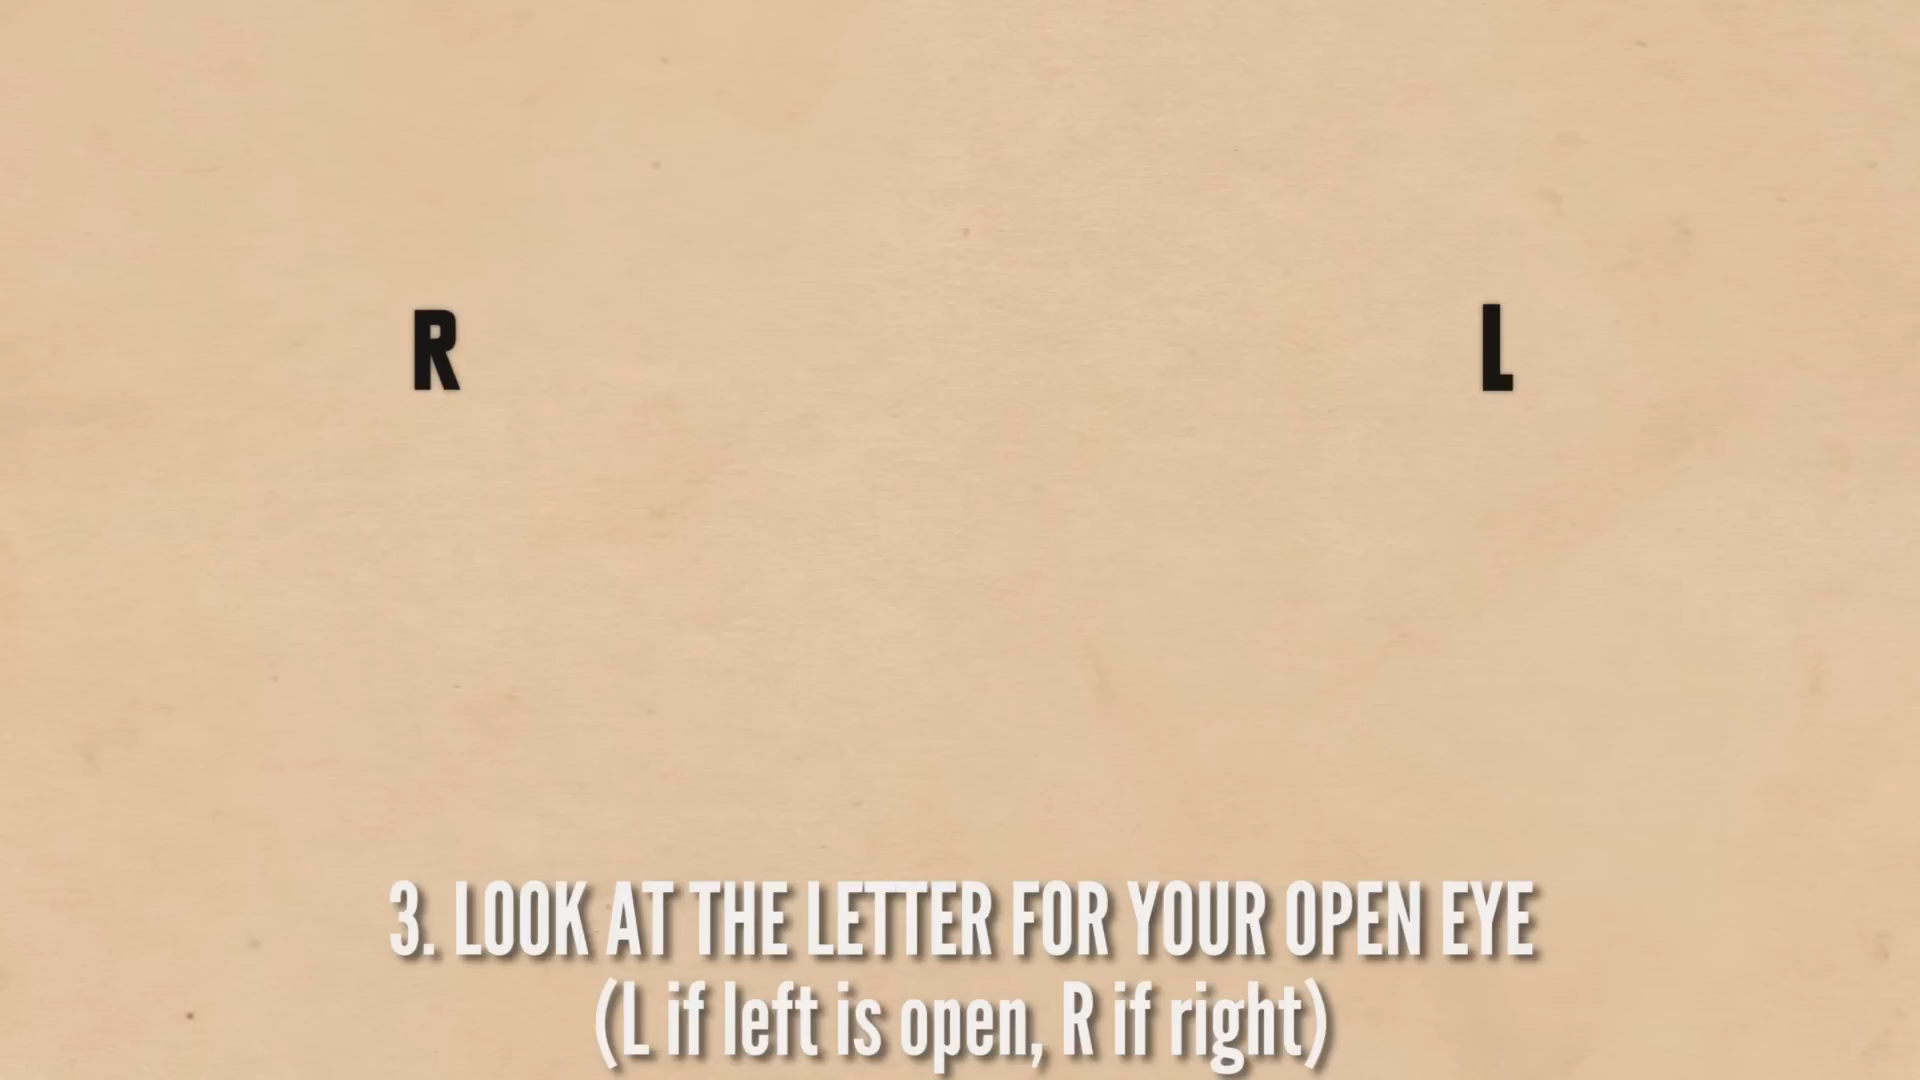 R L
3. LOOK AT THE LETTER FOR YOUR OPEN EYE
(L if left is open, R if right)